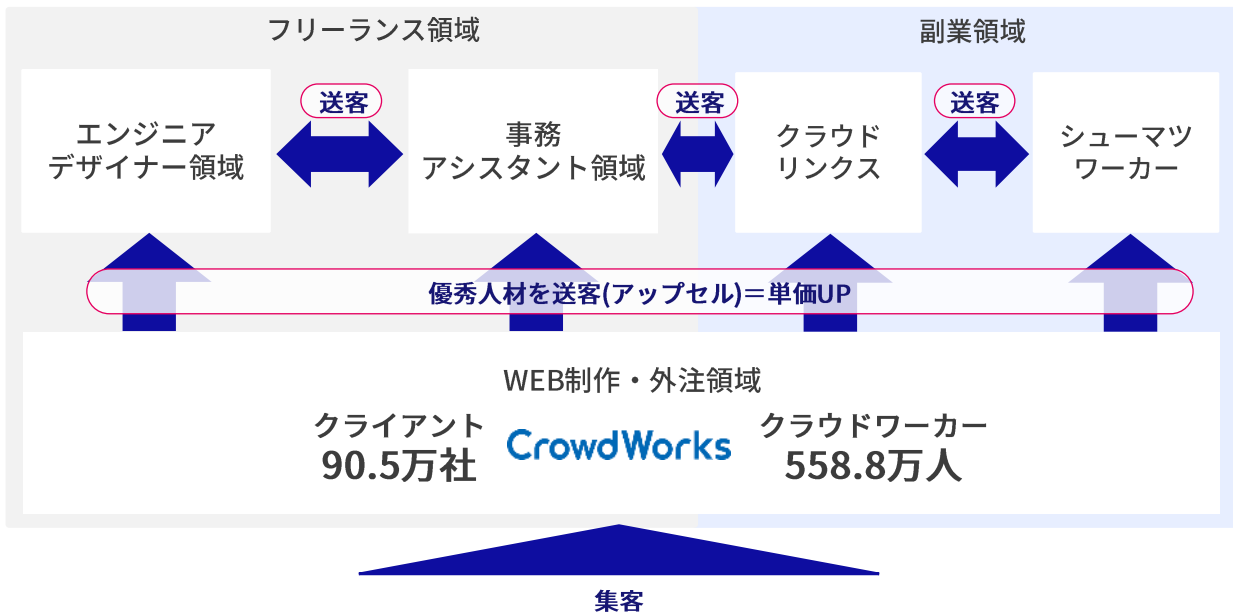 フリーランス領域
副業領域
エンジニア
デザイナー領域
送客
事務
アシスタント領域
送客
クラウド
リンクス
送客
シューマツ
ワーカー
優秀人材を送客(アップセル)＝単価UP
WEB制作・外注領域
クライアント
90.5万社
CrowdWorks
クラウドワーカー
558.8万人
集客